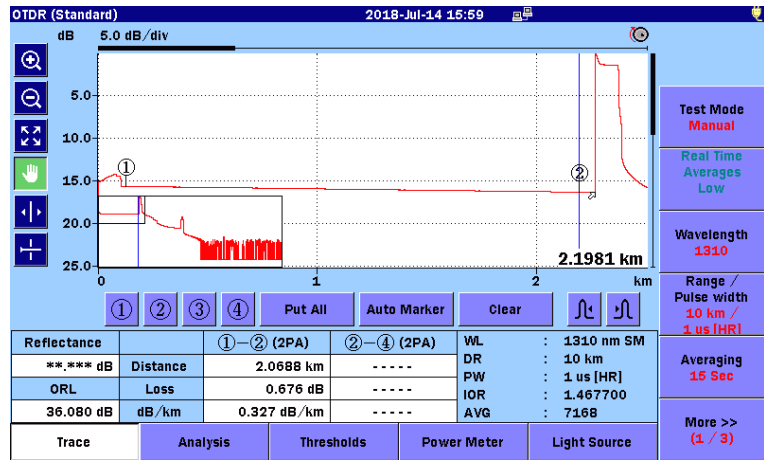 OTDR (Standard) 2018-Jul-14 15:59
dB 5.0 dB/div
5.0
10.0
15.0
20.0
25.0
① ②
2.1981 km
0 1 2 km
① ② ③ ④ Put All Auto Marker Clear
Reflectance ①-② (2PA) ②-④ (2PA)
**.*** dB Distance 2.0688 km -----
ORL Loss 0.676 dB -----
36.080 dB dB/km 0.327 dB/km -----
WL : 1310 nm SM
DR : 10 km
PW : 1 us [HR]
IOR : 1.467700
AVG : 7168
Trace Analysis Thresholds Power Meter Light Source
Test Mode
Manual
Real Time
Averages
Low
Wavelength
1310
Range /
Pulse width
10 km /
1 us [HR]
Averaging
15 Sec
More >>
(1 / 3)